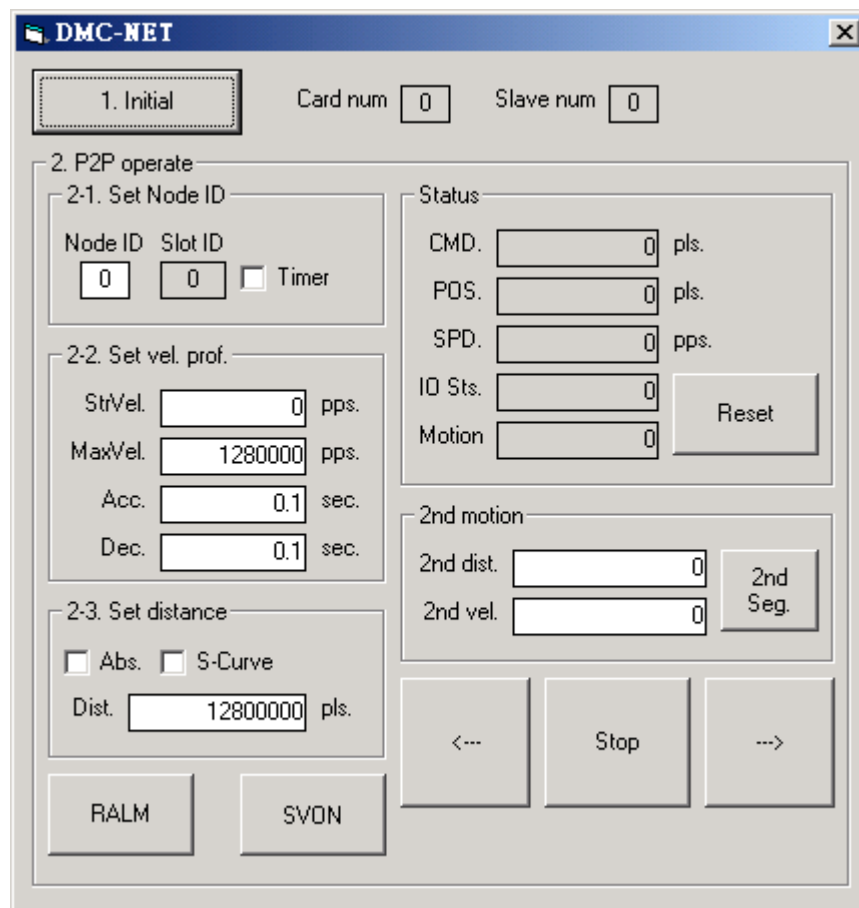 DMC-NET
1. Initial Card num 0 Slave num 0
2. P2P operate
2-1. Set Node ID
Node ID Slot ID
0 0 Timer
2-2. Set vel. prof.
StrVel. 0 pps.
MaxVel. 1280000 pps.
Acc. 0.1 sec.
Dec. 0.1 sec.
2-3. Set distance
Abs. S-Curve
Dist. 12800000 pls.
RALM SVON
Status
CMD. 0 pls.
POS. 0 pls.
SPD. 0 pps.
IO Sts. 0
Motion 0
Reset
2nd motion
2nd dist. 0
2nd vel. 0
2nd
Seg.
<--- Stop --->